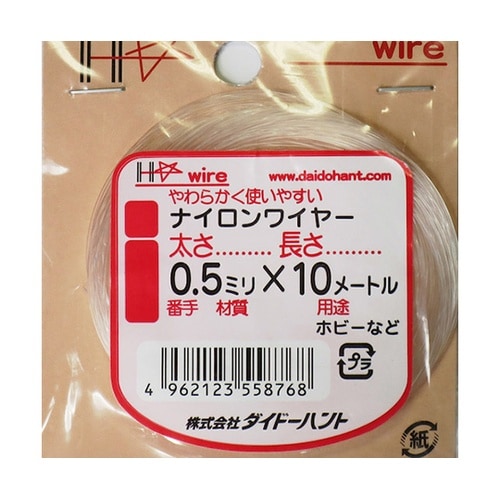 wire
wire
www.daidohant.com
やわらかく使いやすい
ナイロンワイヤー
太さ......... 長さ.........
0.5ミリ×10メートル
番手 材質 用途
ホビーなど
プラ
4 962123 558768
株式会社 ダイドーハント
紙